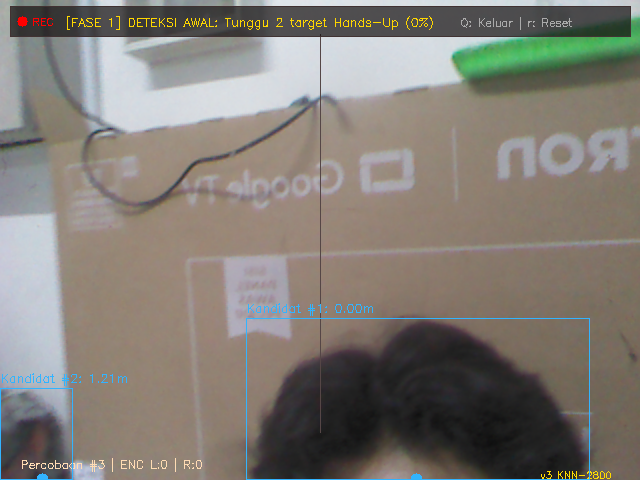 REC [FASE 1] DETEKSI AWAL: Tunggu 2 target Hands-Up (0%) Q: Keluar | r: Reset
TRON
Google TV
Kandidat #1: 0.00m
Kandidat #2: 1.21m
Percobaan #3 | ENC L:0 | R:0
v3 KNN-2800